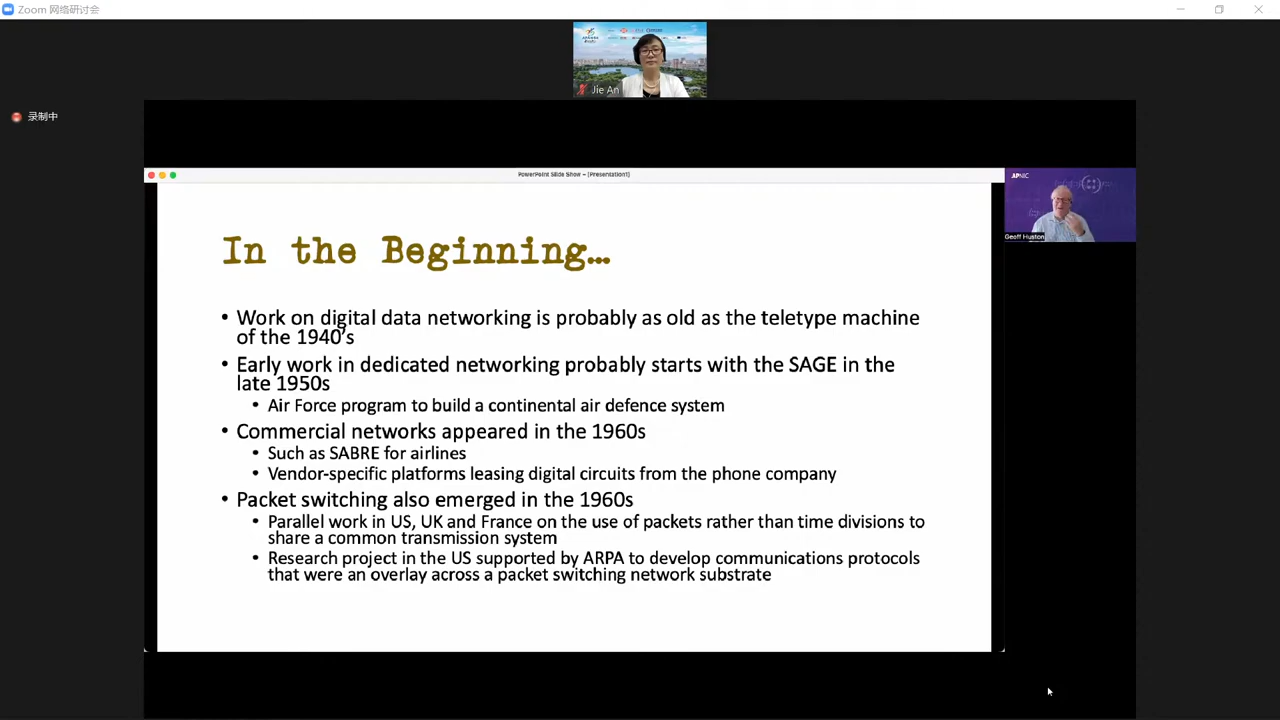 Zoom 网络研讨会
Jie An
录制中
PowerPoint Slide Show - [Presentation1]
APNIC
Geoff Huston
In the Beginning…
• Work on digital data networking is probably as old as the teletype machine
of the 1940's
• Early work in dedicated networking probably starts with the SAGE in the
late 1950s
• Air Force program to build a continental air defence system
• Commercial networks appeared in the 1960s
• Such as SABRE for airlines
• Vendor-specific platforms leasing digital circuits from the phone company
• Packet switching also emerged in the 1960s
• Parallel work in US, UK and France on the use of packets rather than time divisions to
share a common transmission system
• Research project in the US supported by ARPA to develop communications protocols
that were an overlay across a packet switching network substrate